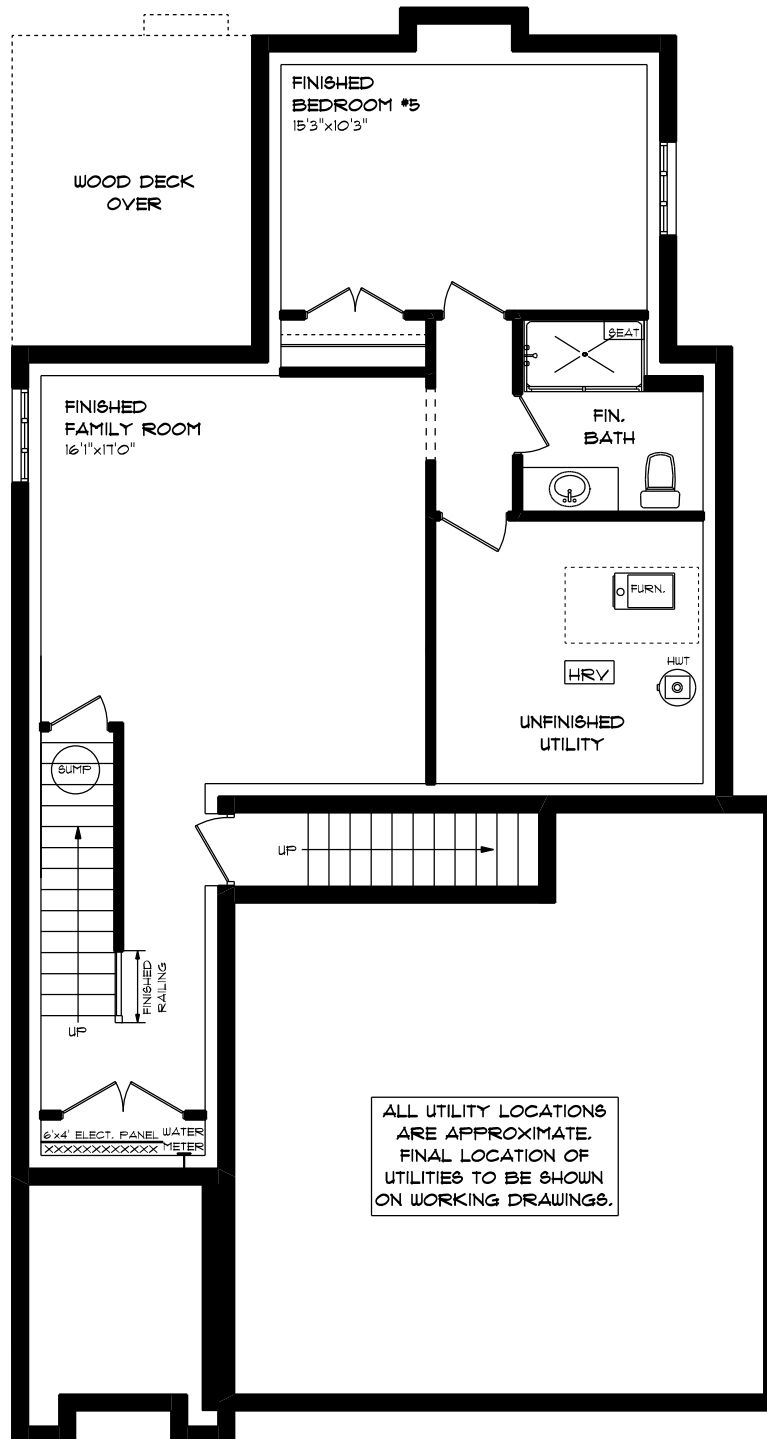 FINISHED
BEDROOM #5
15'3"x10'3"
WOOD DECK
OVER
SEAT
FINISHED
FAMILY ROOM
16'1"x17'0"
FIN.
BATH
FURN.
HRV
HWT
UNFINISHED
UTILITY
SUMP
UP
FINISHED
RAILING
UP
6'x4' ELECT. PANEL
XXXXXXXXXXXX
WATER
METER
ALL UTILITY LOCATIONS
ARE APPROXIMATE.
FINAL LOCATION OF
UTILITIES TO BE SHOWN
ON WORKING DRAWINGS.